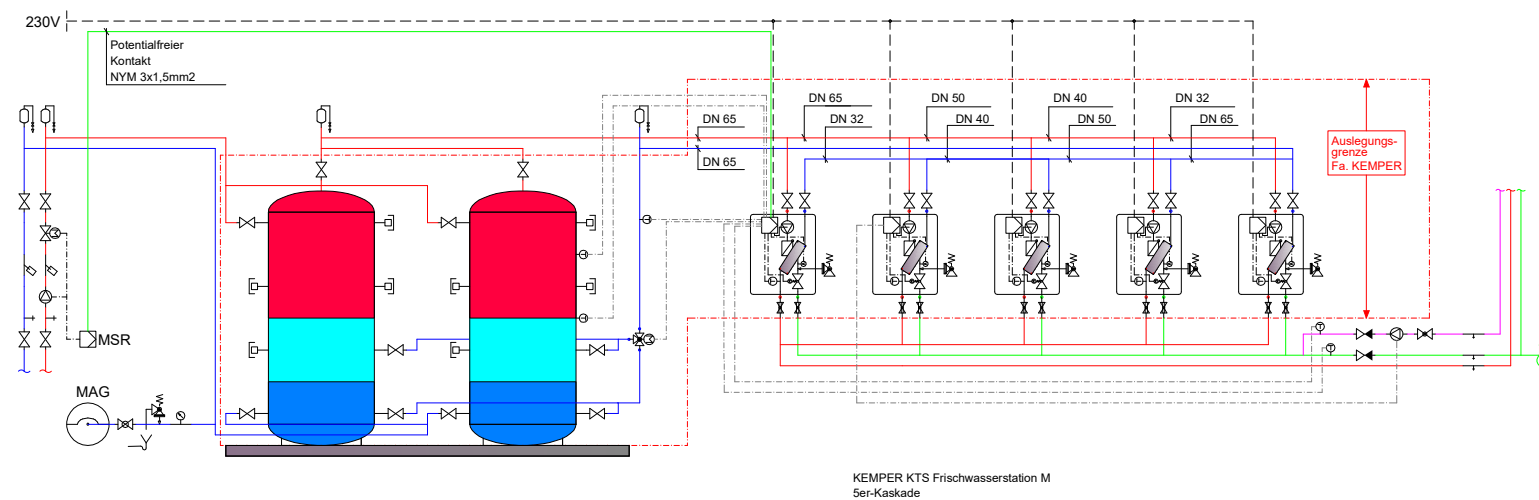 230V
Potentialfreier
Kontakt
NYM 3x1,5mm2
DN 65
DN 50
DN 40
DN 32
DN 65
DN 32
DN 40
DN 50
DN 65
DN 65
Auslegungs-
grenze
Fa. KEMPER
MSR
MAG
KEMPER KTS Frischwasserstation M
5er-Kaskade